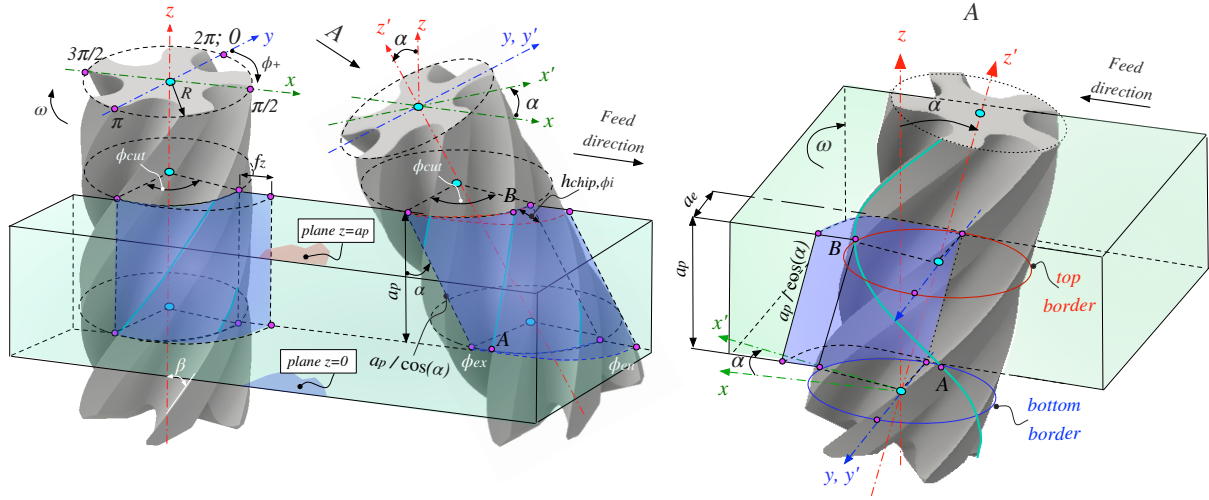 z
2π; 0
y
3π/2
ϕ+
x
R
π/2
ω
π
ϕcut
fz
plane z=ap
plane z=0
β
A
z'
z
α
y, y'
x'
α
x
Feed
direction
ϕcut
hchip,ϕi
B
ap
α
A
ap / cos(α)
ϕex
ϕen
A
z
z'
α
Feed
direction
ω
ae
ap
B
ap / cos(α)
top
border
x'
α
x
A
bottom
border
y, y'